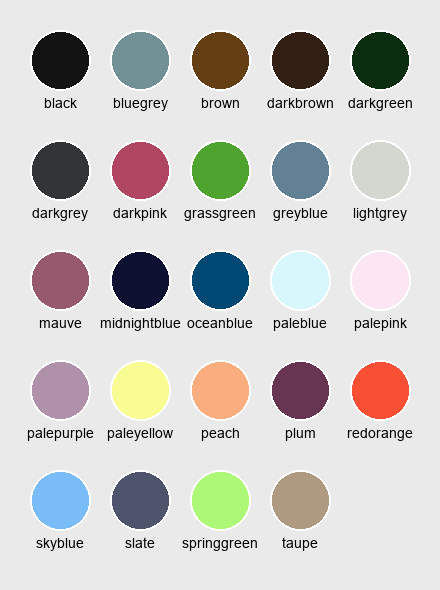 black bluegrey brown darkbrown darkgreen
darkgrey darkpink grassgreen greyblue lightgrey
mauve midnightblue oceanblue paleblue palepink
palepurple paleyellow peach plum redorange
skyblue slate springgreen taupe